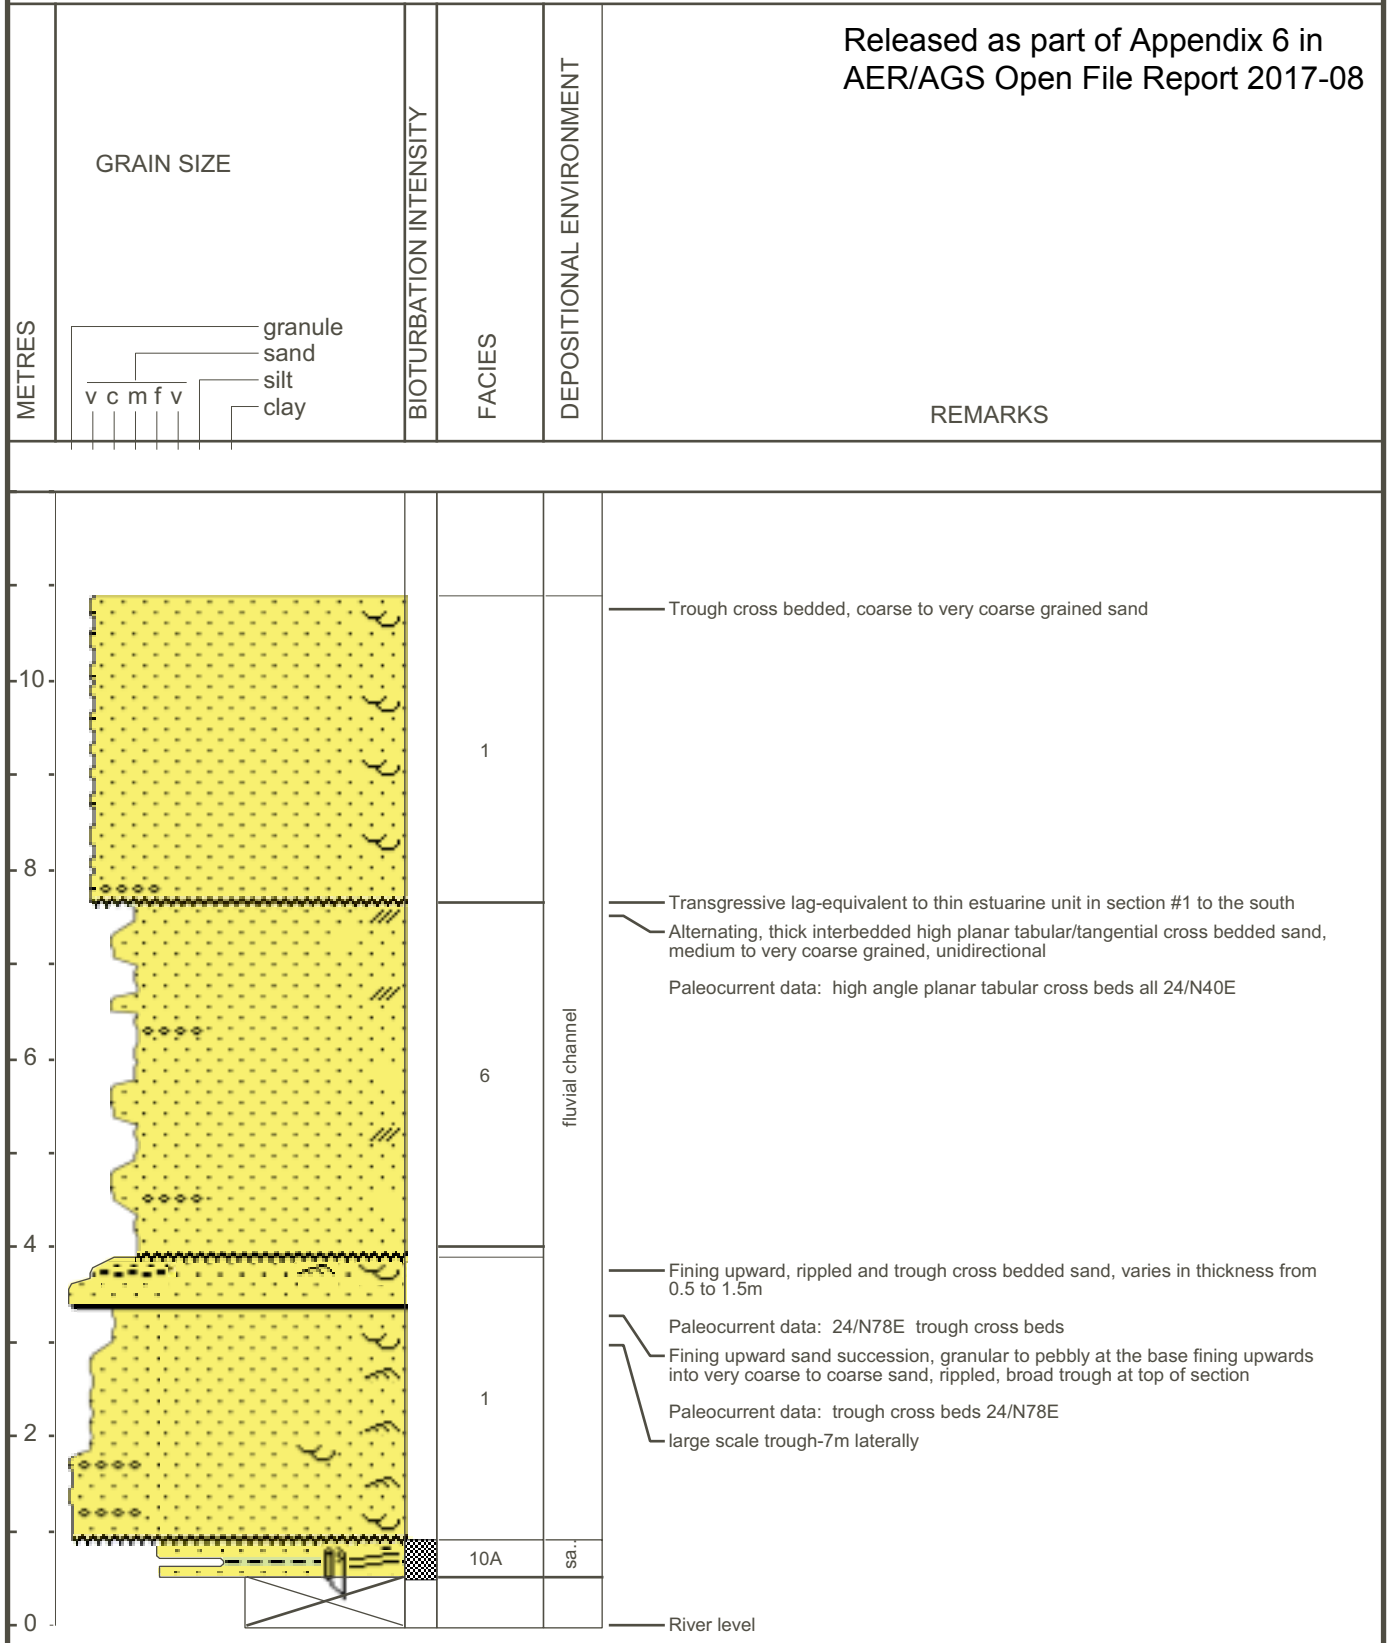 Released as part of Appendix 6 in
AER/AGS Open File Report 2017-08
METRES
GRAIN SIZE
granule
sand
silt
clay
v c m f v
BIOTURBATION INTENSITY
FACIES
DEPOSITIONAL ENVIRONMENT
REMARKS
Trough cross bedded, coarse to very coarse grained sand
10
1
8
Transgressive lag-equivalent to thin estuarine unit in section #1 to the south
Alternating, thick interbedded high planar tabular/tangential cross bedded sand,
medium to very coarse grained, unidirectional
Paleocurrent data: high angle planar tabular cross beds all 24/N40E
6
6
fluvial channel
4
Fining upward, rippled and trough cross bedded sand, varies in thickness from
0.5 to 1.5m
Paleocurrent data: 24/N78E trough cross beds
Fining upward sand succession, granular to pebbly at the base fining upwards
into very coarse to coarse sand, rippled, broad trough at top of section
1
Paleocurrent data: trough cross beds 24/N78E
2
large scale trough-7m laterally
10A
sa..
0
River level